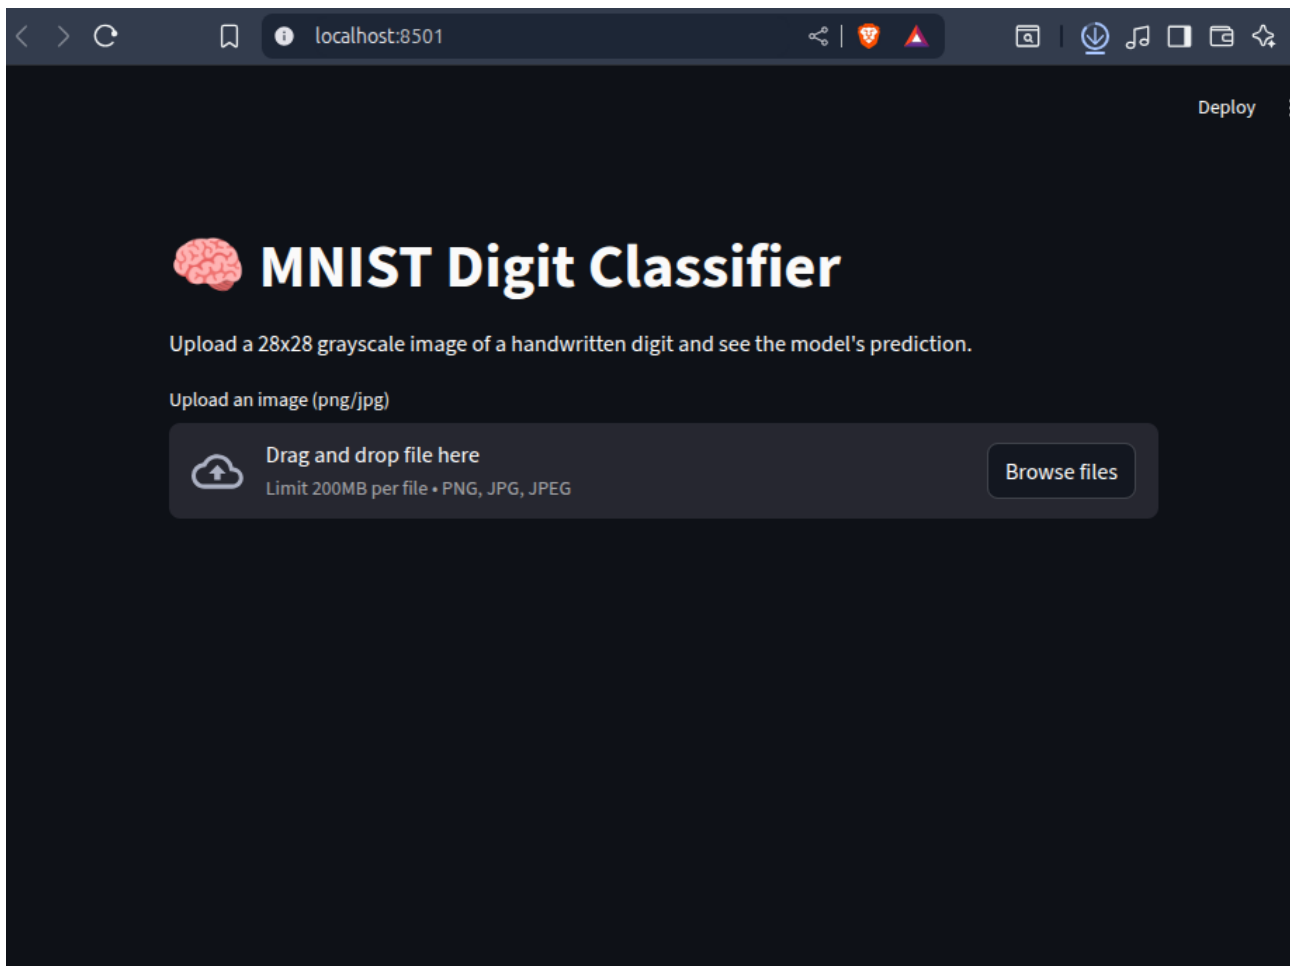 localhost:8501
Deploy
🧠 MNIST Digit Classifier
Upload a 28x28 grayscale image of a handwritten digit and see the model's prediction.
Upload an image (png/jpg)
Drag and drop file here
Limit 200MB per file • PNG, JPG, JPEG
Browse files